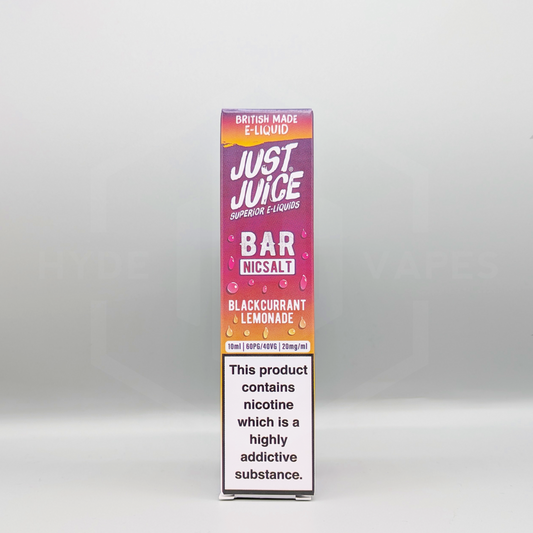 BRITISH MADE
E-LIQUID
JUST
JUICE
SUPERIOR E-LIQUIDS
BAR
NICSALT
BLACKCURRANT
LEMONADE
10ml | 60PG/40VG | 20mg/ml
This product
contains
nicotine
which is a
highly
addictive
substance.